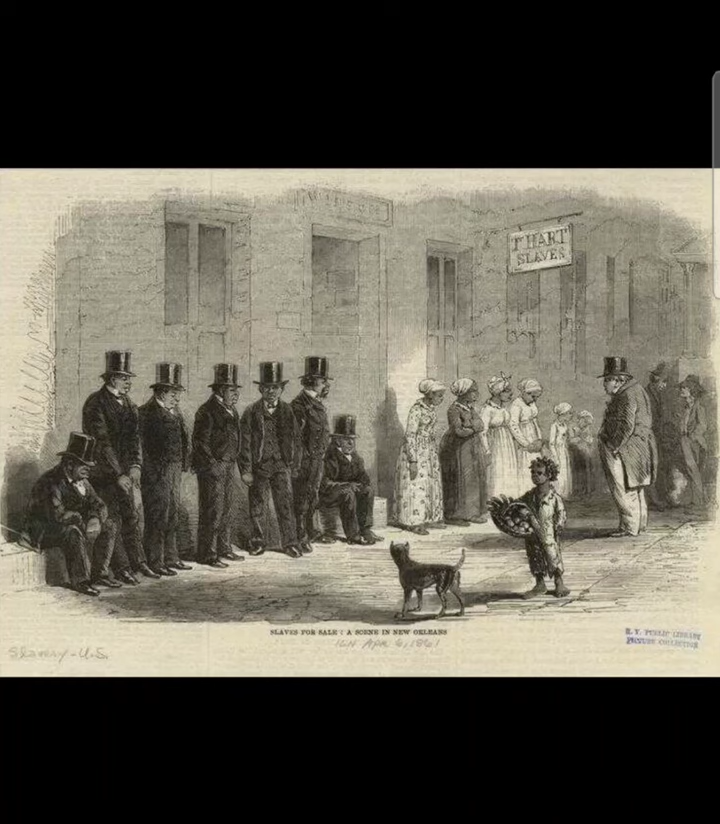 T HART
SLAVES
SLAVES FOR SALE : A SCENE IN NEW ORLEANS
ILN APR 6, 1861
Slavery-U.S.
N. Y. PUBLIC LIBRARY
PICTURE COLLECTION